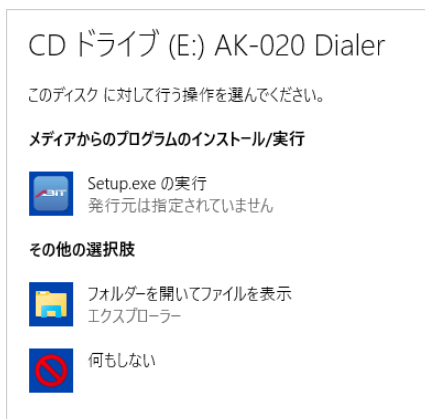 CD ドライブ (E:) AK-020 Dialer
このディスク に対して行う操作を選んでください。
メディアからのプログラムのインストール/実行
ABIT
Setup.exe の実行
発行元は指定されていません
その他の選択肢
フォルダーを開いてファイルを表示
エクスプローラー
何もしない